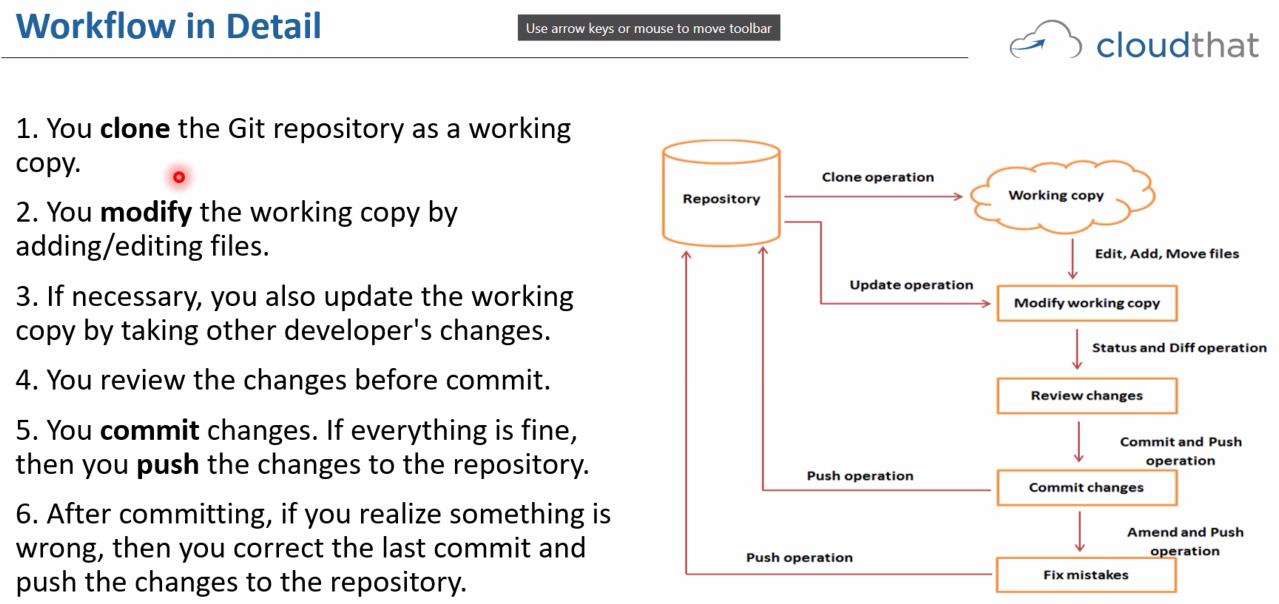 Workflow in Detail
Use arrow keys or mouse to move toolbar
cloudthat
1. You clone the Git repository as a working
copy.
2. You modify the working copy by
adding/editing files.
3. If necessary, you also update the working
copy by taking other developer's changes.
4. You review the changes before commit.
5. You commit changes. If everything is fine,
then you push the changes to the repository.
6. After committing, if you realize something is
wrong, then you correct the last commit and
push the changes to the repository.
Repository
Clone operation
Working copy
Edit, Add, Move files
Update operation
Modify working copy
Status and Diff operation
Review changes
Commit and Push
operation
Push operation
Commit changes
Amend and Push
operation
Push operation
Fix mistakes